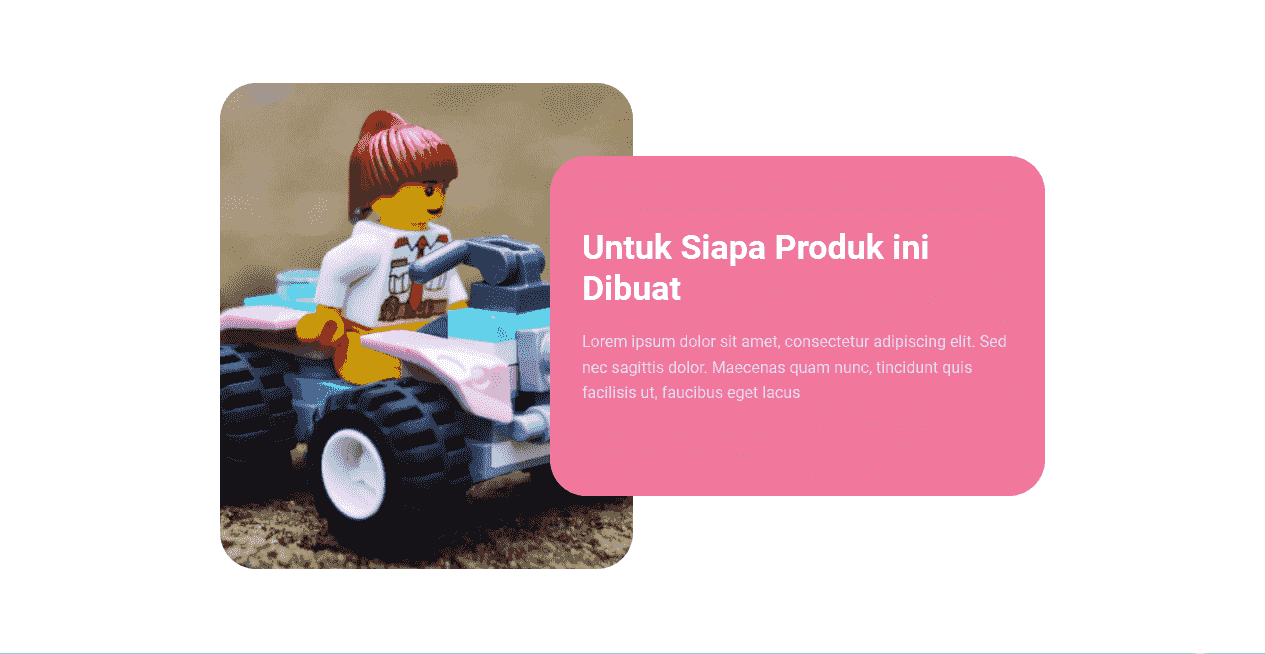 Untuk Siapa Produk ini
Dibuat
Lorem ipsum dolor sit amet, consectetur adipiscing elit. Sed
nec sagittis dolor. Maecenas quam nunc, tincidunt quis
facilisis ut, faucibus eget lacus